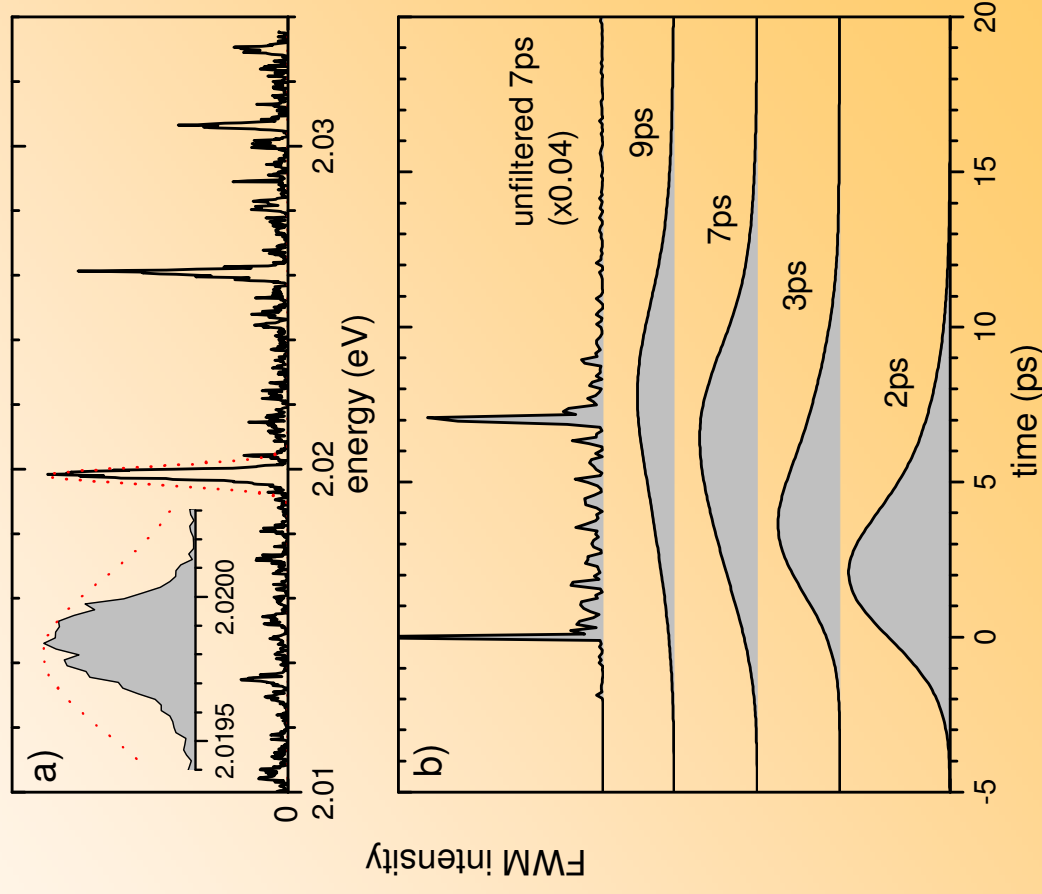 a)
2.0195
2.0200
0
2.01
2.02
2.03
energy (eV)
FWM intensity
b)
unfiltered 7ps
(x0.04)
9ps
7ps
3ps
2ps
-5
0
5
10
15
20
time (ps)